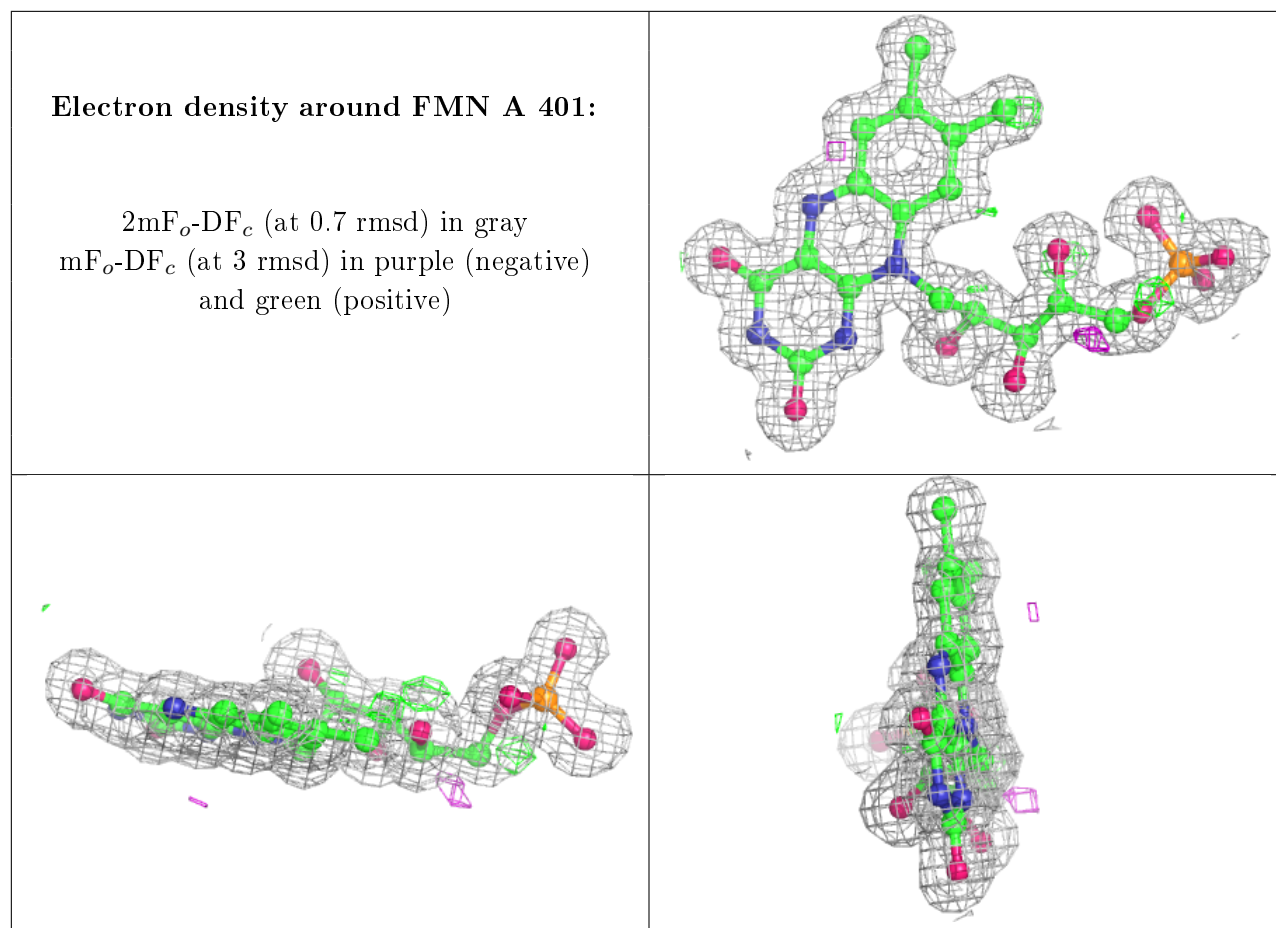 Electron density around FMN A 401:
2mFₒ-DF𝒸 (at 0.7 rmsd) in gray
mFₒ-DF𝒸 (at 3 rmsd) in purple (negative)
and green (positive)